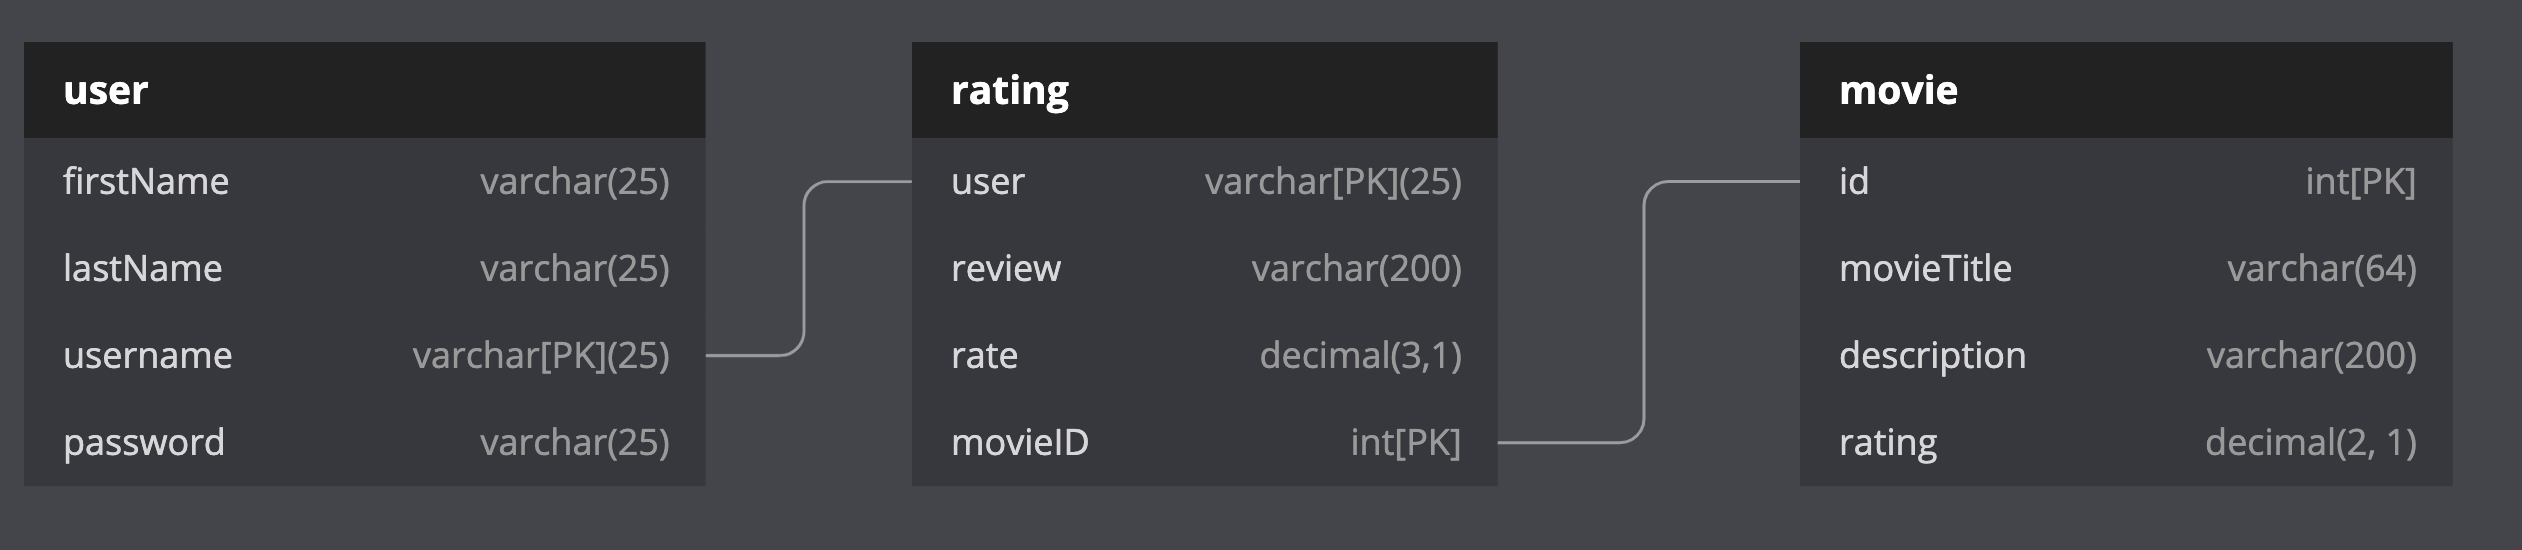 user
firstName varchar(25)
lastName varchar(25)
username varchar[PK](25)
password varchar(25)
rating
user varchar[PK](25)
review varchar(200)
rate decimal(3,1)
movieID int[PK]
movie
id int[PK]
movieTitle varchar(64)
description varchar(200)
rating decimal(2, 1)